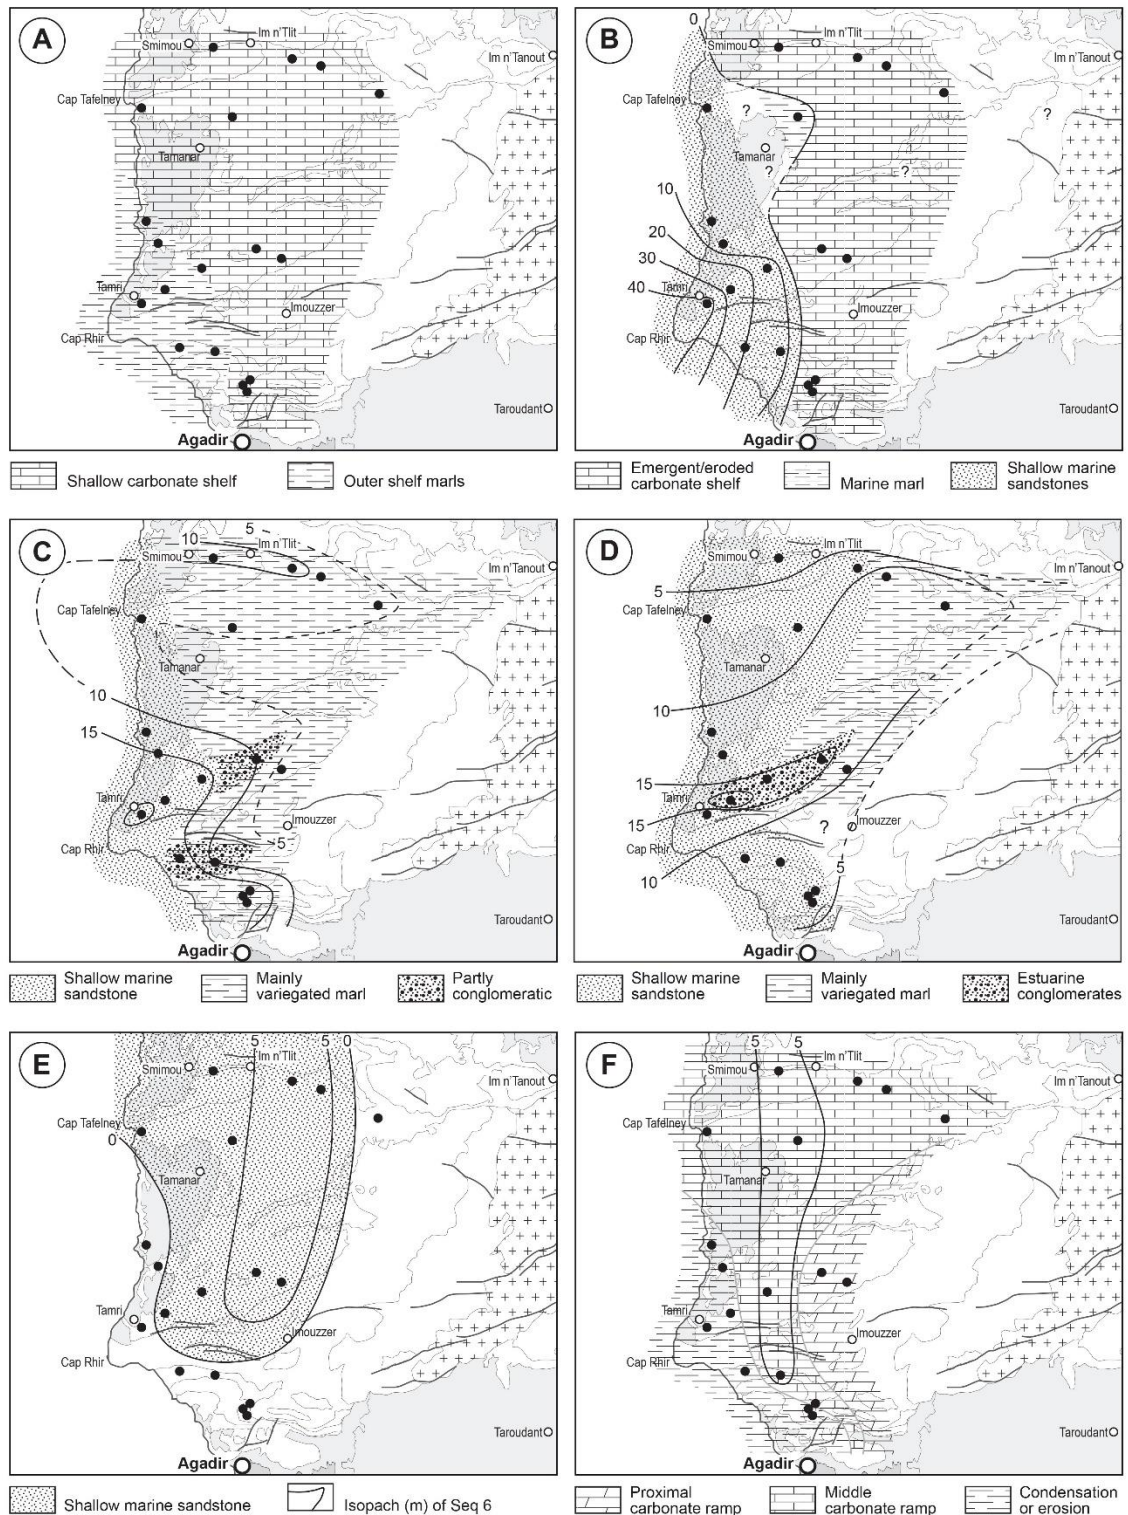 A
Smimou
Im n'Tlit
Im n'Tanout
Cap Tafelney
Tamanar
Tamri
Imouzzer
Cap Rhir
Taroudant
Agadir
Shallow carbonate shelf
Outer shelf marls
B
0
Smimou
Im n'Tlit
Im n'Tanout
Cap Tafelney
?
?
Tamanar
?
?
10
20
30
Tamri
40
Imouzzer
Cap Rhir
Taroudant
Agadir
Emergent/eroded
carbonate shelf
Marine marl
Shallow marine
sandstones
C
5
10
Im n'Tlit
Smimou
Im n'Tanout
Cap Tafelney
Tamanar
10
15
Tamri
Imouzzer
5
Cap Rhir
Taroudant
Agadir
Shallow marine
sandstone
Mainly
variegated marl
Partly
conglomeratic
D
Smimou
Im n'Tlit
Im n'Tanout
5
Cap Tafelney
Tamanar
10
15
Tamri
15
?
Imouzzer
Cap Rhir
5
10
Taroudant
Agadir
Shallow marine
sandstone
Mainly
variegated marl
Estuarine
conglomerates
E
5
5
0
Im n'Tlit
Smimou
Im n'Tanout
Cap Tafelney
0
Tamanar
Tamri
Imouzzer
Cap Rhir
Taroudant
Agadir
Shallow marine sandstone
Isopach (m) of Seq 6
F
5
5
Im n'Tlit
Smimou
Im n'Tanout
Cap Tafelney
Tamanar
Tamri
Imouzzer
Cap Rhir
Taroudant
Agadir
Proximal
carbonate ramp
Middle
carbonate ramp
Condensation
or erosion